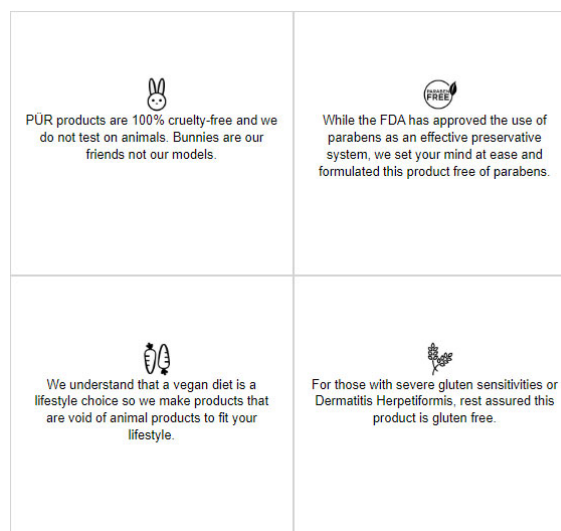 PÜR products are 100% cruelty-free and we
do not test on animals. Bunnies are our
friends not our models.
PARABEN
FREE
While the FDA has approved the use of
parabens as an effective preservative
system, we set your mind at ease and
formulated this product free of parabens.
We understand that a vegan diet is a
lifestyle choice so we make products that
are void of animal products to fit your
lifestyle.
For those with severe gluten sensitivities or
Dermatitis Herpetiformis, rest assured this
product is gluten free.